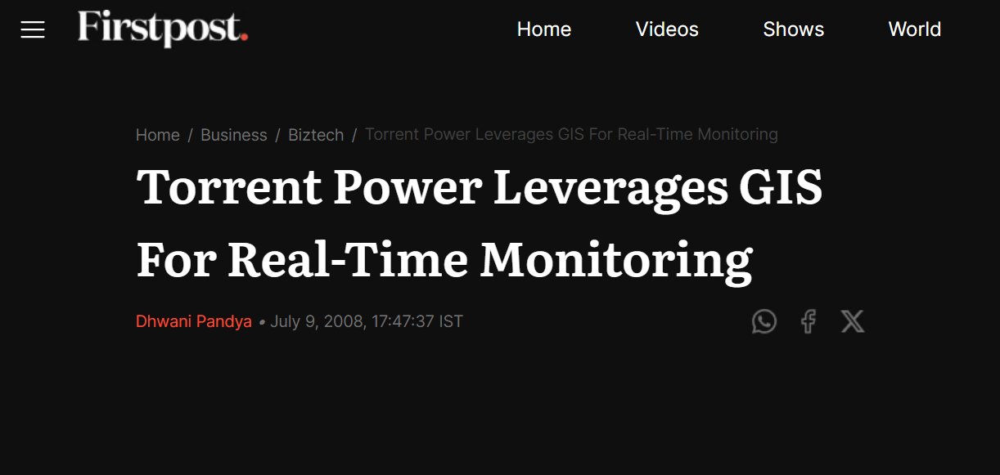 Firstpost.
Home Videos Shows World
Home / Business / Biztech / Torrent Power Leverages GIS For Real-Time Monitoring
Torrent Power Leverages GIS
For Real-Time Monitoring
Dhwani Pandya • July 9, 2008, 17:47:37 IST